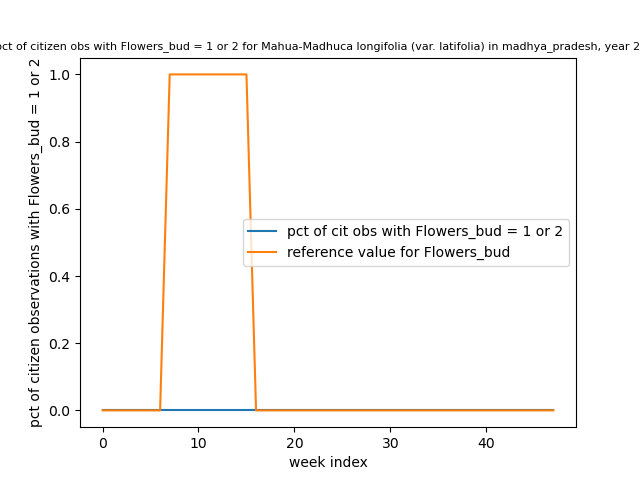 pct of citizen obs with Flowers_bud = 1 or 2 for Mahua-Madhuca longifolia (var. latifolia) in madhya_pradesh, year 2
pct of citizen observations with Flowers_bud = 1 or 2
1.0
0.8
0.6
0.4
0.2
0.0
pct of cit obs with Flowers_bud = 1 or 2
reference value for Flowers_bud
0 10 20 30 40
week index